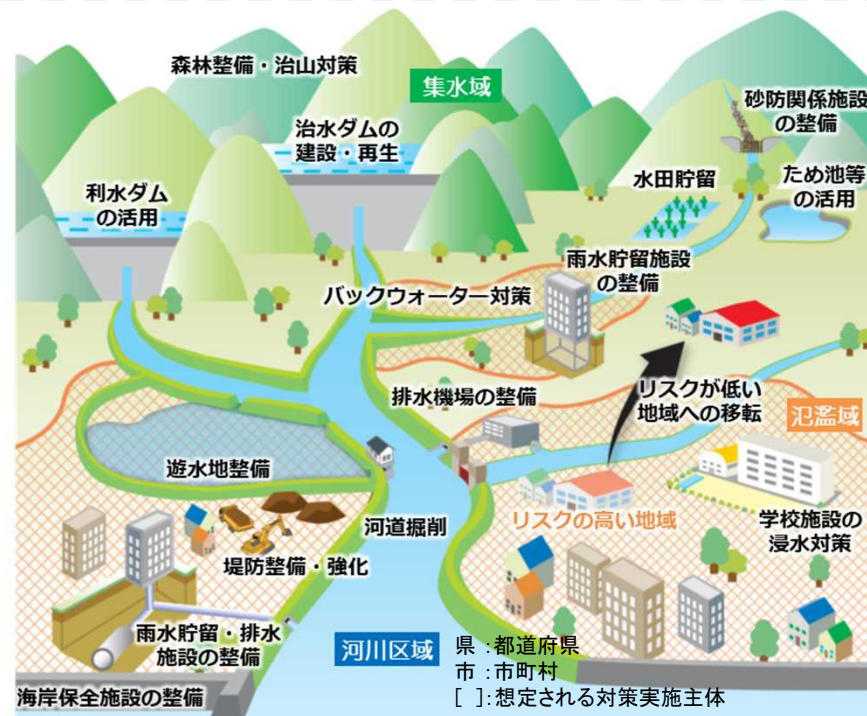 森林整備・治山対策
集水域
砂防関係施設
の整備
治水ダムの
建設・再生
水田貯留
ため池等
の活用
利水ダム
の活用
雨水貯留施設
の整備
バックウォーター対策
排水機場の整備
リスクが低い
地域への移転
氾濫域
遊水地整備
河道掘削
リスクの高い地域
学校施設の
浸水対策
堤防整備・強化
雨水貯留・排水
施設の整備
河川区域
県 :都道府県
市 :市町村
[ ]:想定される対策実施主体
海岸保全施設の整備